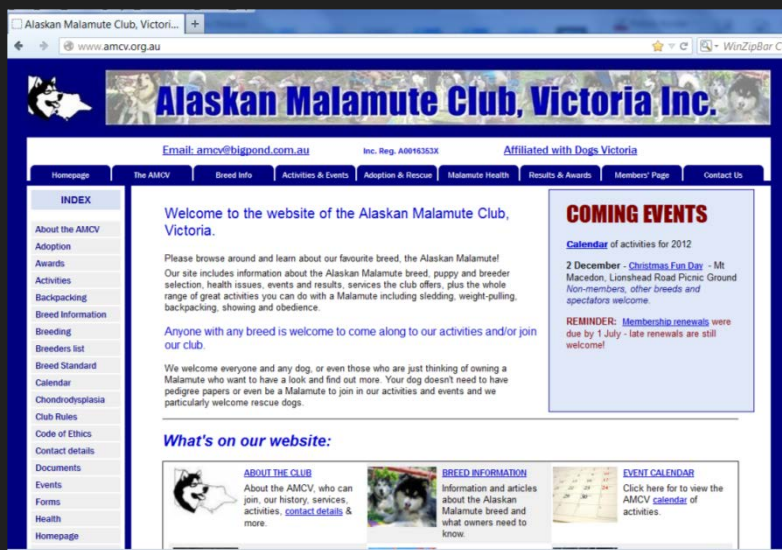 Alaskan Malamute Club, Victori...
www.amcv.org.au
WinZipBar C
Alaskan Malamute Club, Victoria Inc.
Email: amcv@bigpond.com.au
Inc. Reg. A0016353X
Affiliated with Dogs Victoria
Homepage
The AMCV
Breed Info
Activities & Events
Adoption & Rescue
Malamute Health
Results & Awards
Members' Page
Contact Us
INDEX
About the AMCV
Adoption
Awards
Activities
Backpacking
Breed Information
Breeding
Breeders list
Breed Standard
Calendar
Chondrodysplasia
Club Rules
Code of Ethics
Contact details
Documents
Events
Forms
Health
Homepage
Welcome to the website of the Alaskan Malamute Club,
Victoria.
Please browse around and learn about our favourite breed, the Alaskan Malamute!
Our site includes information about the Alaskan Malamute breed, puppy and breeder
selection, health issues, events and results, services the club offers, plus the whole
range of great activities you can do with a Malamute including sledding, weight-pulling,
backpacking, showing and obedience.
Anyone with any breed is welcome to come along to our activities and/or join
our club.
We welcome everyone and any dog, or even those who are just thinking of owning a
Malamute who want to have a look and find out more. Your dog doesn't need to have
pedigree papers or even be a Malamute to join in our activities and events and we
particularly welcome rescue dogs.
COMING EVENTS
Calendar of activities for 2012
2 December - Christmas Fun Day - Mt
Macedon, Lionshead Road Picnic Ground
Non-members, other breeds and
spectators welcome.
REMINDER: Membership renewals were
due by 1 July - late renewals are still
welcome!
What's on our website:
ABOUT THE CLUB
About the AMCV, who can
join, our history, services,
activities, contact details &
more.
BREED INFORMATION
Information and articles
about the Alaskan
Malamute breed and
what owners need to
know.
EVENT CALENDAR
Click here for to view the
AMCV calendar of
activities.